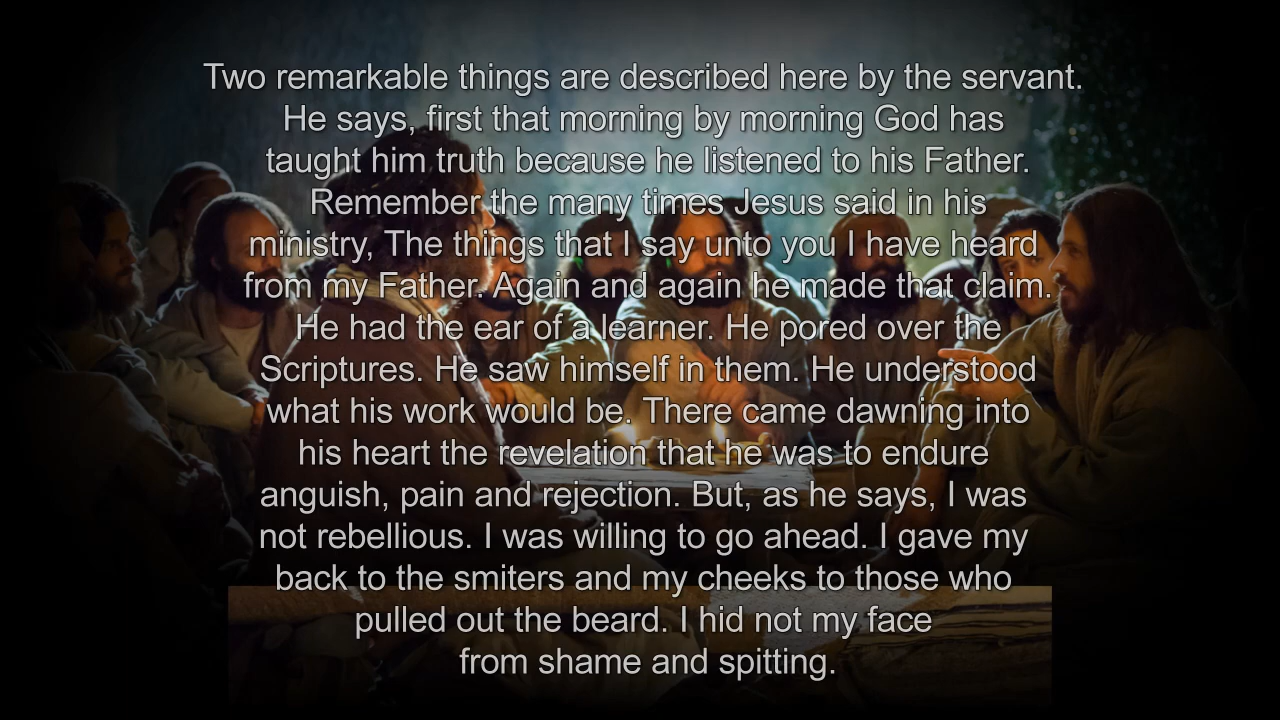 Two remarkable things are described here by the servant.
He says, first that morning by morning God has
taught him truth because he listened to his Father.
Remember the many times Jesus said in his
ministry, The things that I say unto you I have heard
from my Father. Again and again he made that claim.
He had the ear of a learner. He pored over the
Scriptures. He saw himself in them. He understood
what his work would be. There came dawning into
his heart the revelation that he was to endure
anguish, pain and rejection. But, as he says, I was
not rebellious. I was willing to go ahead. I gave my
back to the smiters and my cheeks to those who
pulled out the beard. I hid not my face
from shame and spitting.